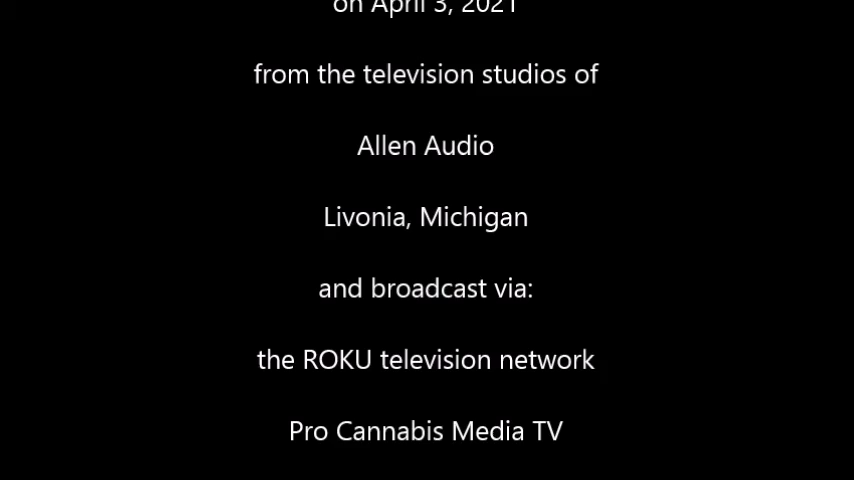 on April 3, 2021
from the television studios of
Allen Audio
Livonia, Michigan
and broadcast via:
the ROKU television network
Pro Cannabis Media TV